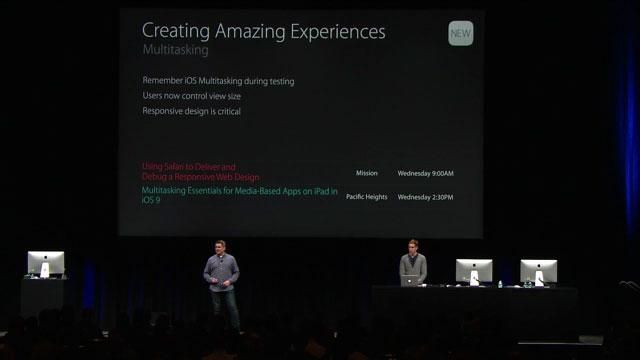 Creating Amazing Experiences
NEW
Multitasking
Remember iOS Multitasking during testing
Users now control view size
Responsive design is critical
Using Safari to Deliver and
Debug a Responsive Web Design
Mission
Wednesday 9:00AM
Multitasking Essentials for Media-Based Apps on iPad in
iOS 9
Pacific Heights
Wednesday 2:30PM